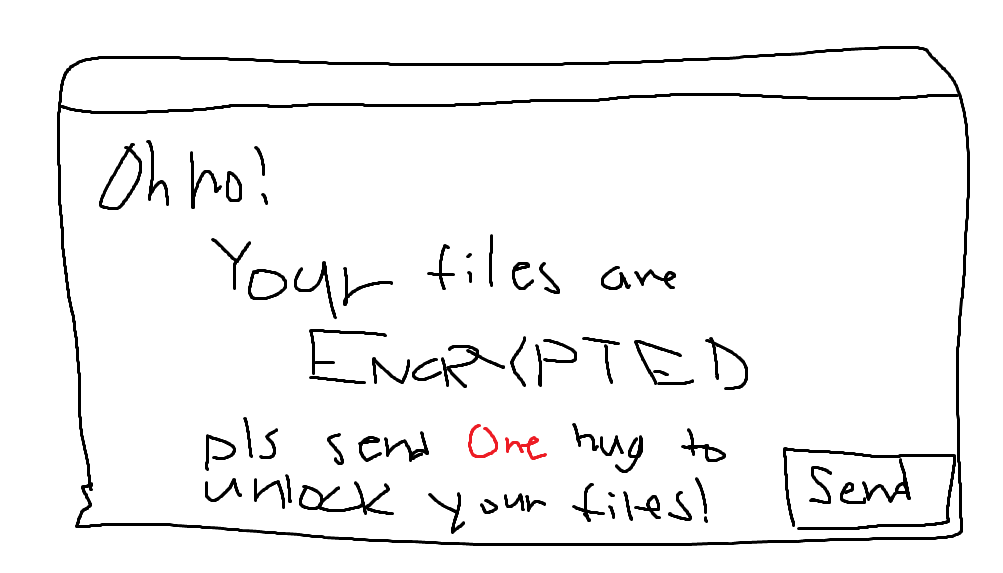 Oh no!
Your files are
ENCRYPTED
pls send One hug to
unlock your files!
Send